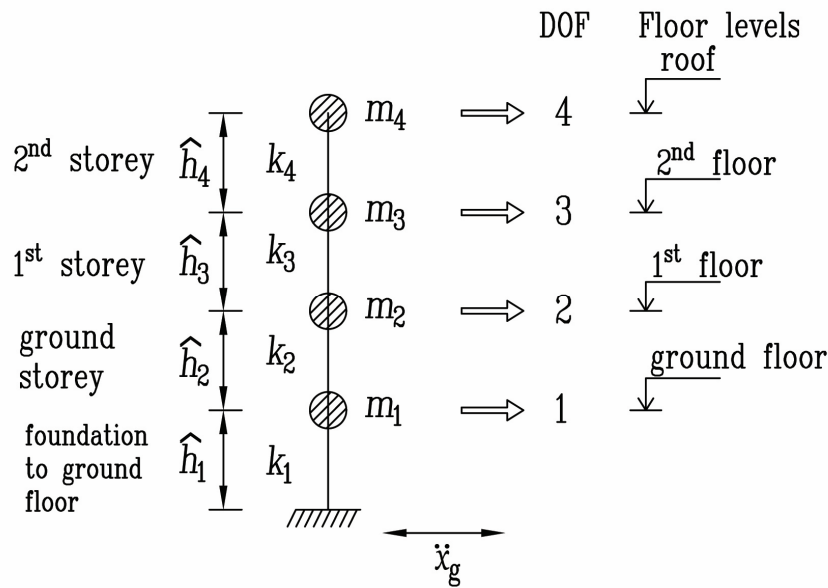 DOF Floor levels
roof
m₄ 4
2nd storey ĥ₄ k₄ 2nd floor
m₃ 3
1st storey ĥ₃ k₃ 1st floor
m₂ 2
ground
storey ĥ₂ k₂ ground floor
m₁ 1
foundation
to ground
floor ĥ₁ k₁
ẍg